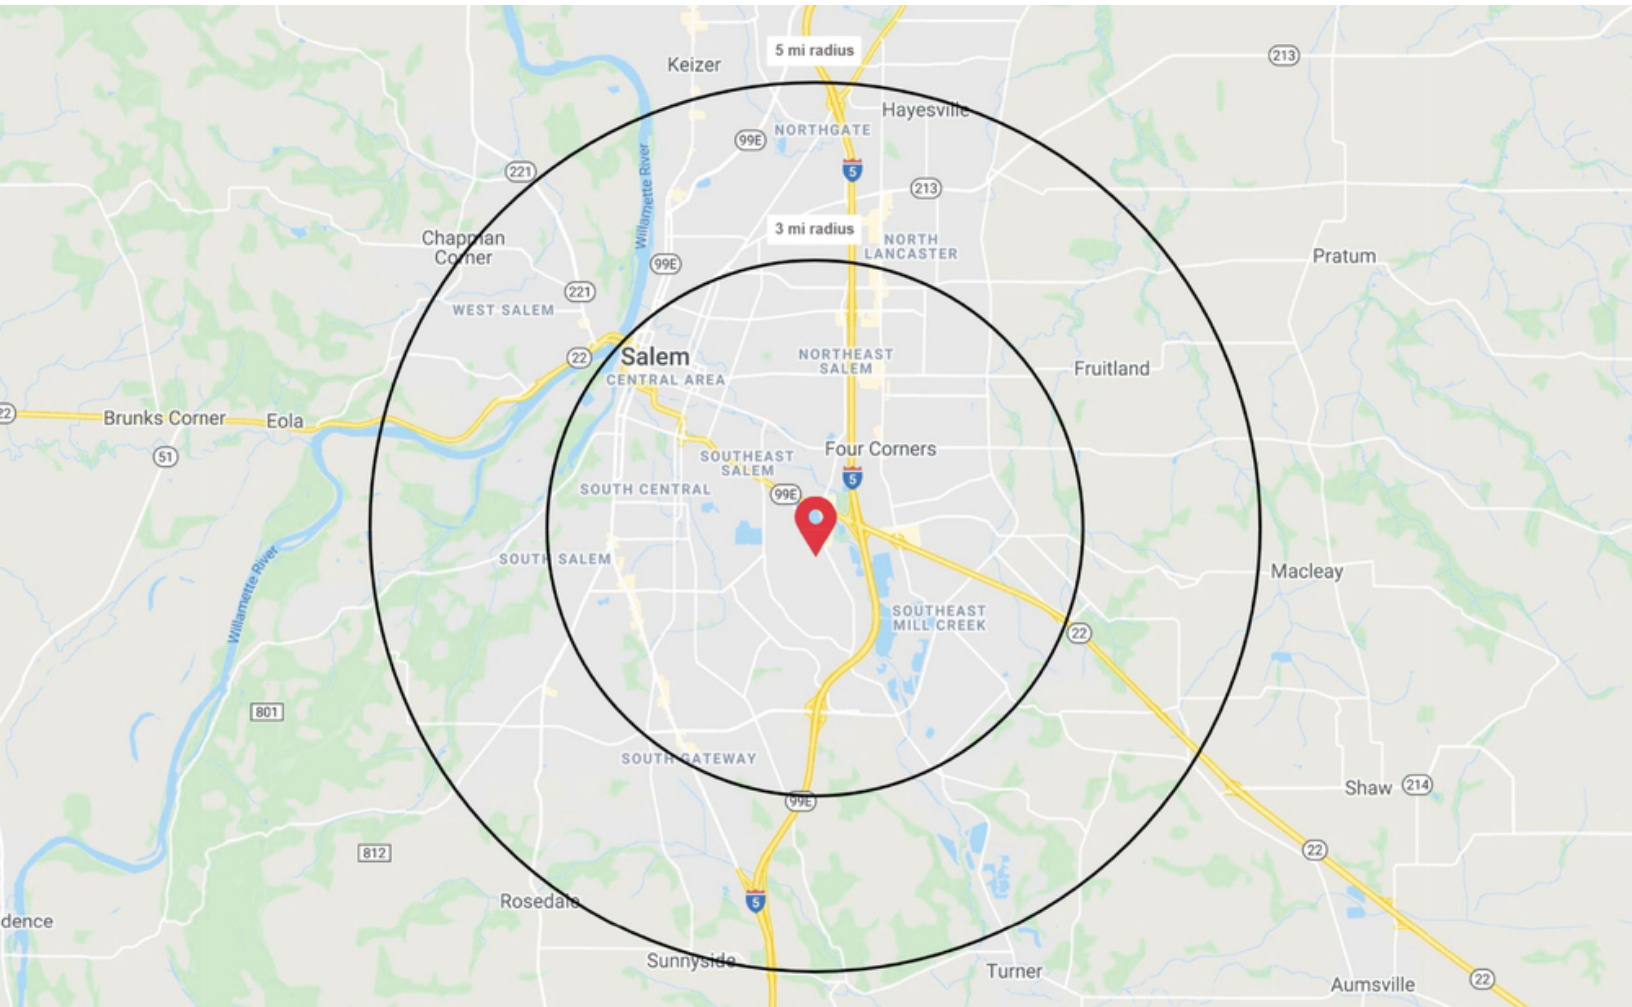 5 mi radius
Keizer
213
Hayesville
NORTHGATE
99E
5
221
213
Willamette River
3 mi radius
Chapman
Corner
NORTH
LANCASTER
99E
Pratum
221
WEST SALEM
22
Salem
CENTRAL AREA
NORTHEAST
SALEM
Fruitland
22
Brunks Corner
Eola
51
Four Corners
SOUTHEAST
SALEM
5
SOUTH CENTRAL
99E
SOUTH SALEM
Macleay
Willamette River
SOUTHEAST
MILL CREEK
22
801
SOUTH GATEWAY
Shaw
214
99E
812
22
Rosedale
5
dence
Sunnyside
Turner
Aumsville
22